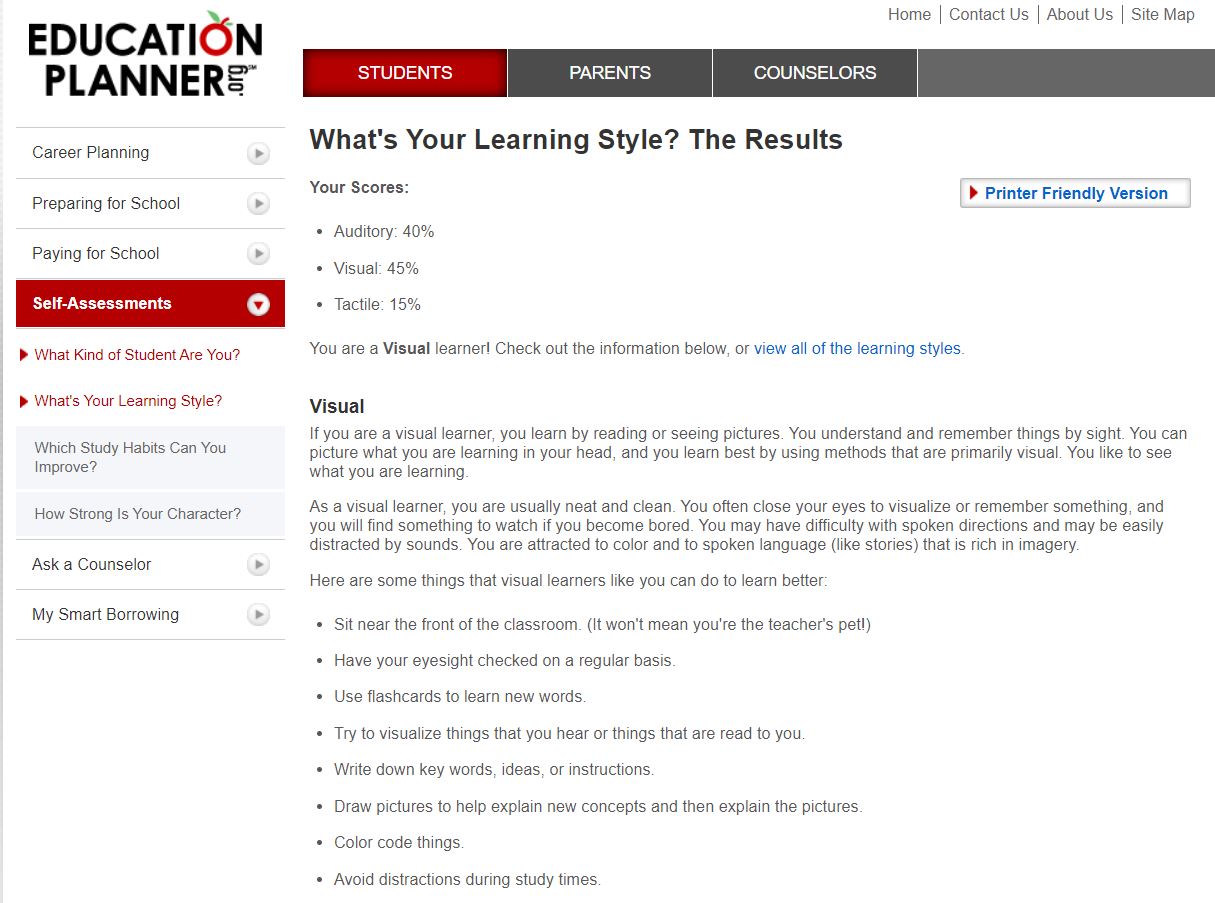 Home | Contact Us | About Us | Site Map
EDUCATION
PLANNER.org℠
STUDENTS
PARENTS
COUNSELORS
Career Planning
Preparing for School
Paying for School
Self-Assessments
What Kind of Student Are You?
What's Your Learning Style?
Which Study Habits Can You
Improve?
How Strong Is Your Character?
Ask a Counselor
My Smart Borrowing
What's Your Learning Style? The Results
Your Scores:
Printer Friendly Version
• Auditory: 40%
• Visual: 45%
• Tactile: 15%
You are a Visual learner! Check out the information below, or view all of the learning styles.
Visual
If you are a visual learner, you learn by reading or seeing pictures. You understand and remember things by sight. You can
picture what you are learning in your head, and you learn best by using methods that are primarily visual. You like to see
what you are learning.
As a visual learner, you are usually neat and clean. You often close your eyes to visualize or remember something, and
you will find something to watch if you become bored. You may have difficulty with spoken directions and may be easily
distracted by sounds. You are attracted to color and to spoken language (like stories) that is rich in imagery.
Here are some things that visual learners like you can do to learn better:
• Sit near the front of the classroom. (It won't mean you're the teacher's pet!)
• Have your eyesight checked on a regular basis.
• Use flashcards to learn new words.
• Try to visualize things that you hear or things that are read to you.
• Write down key words, ideas, or instructions.
• Draw pictures to help explain new concepts and then explain the pictures.
• Color code things.
• Avoid distractions during study times.